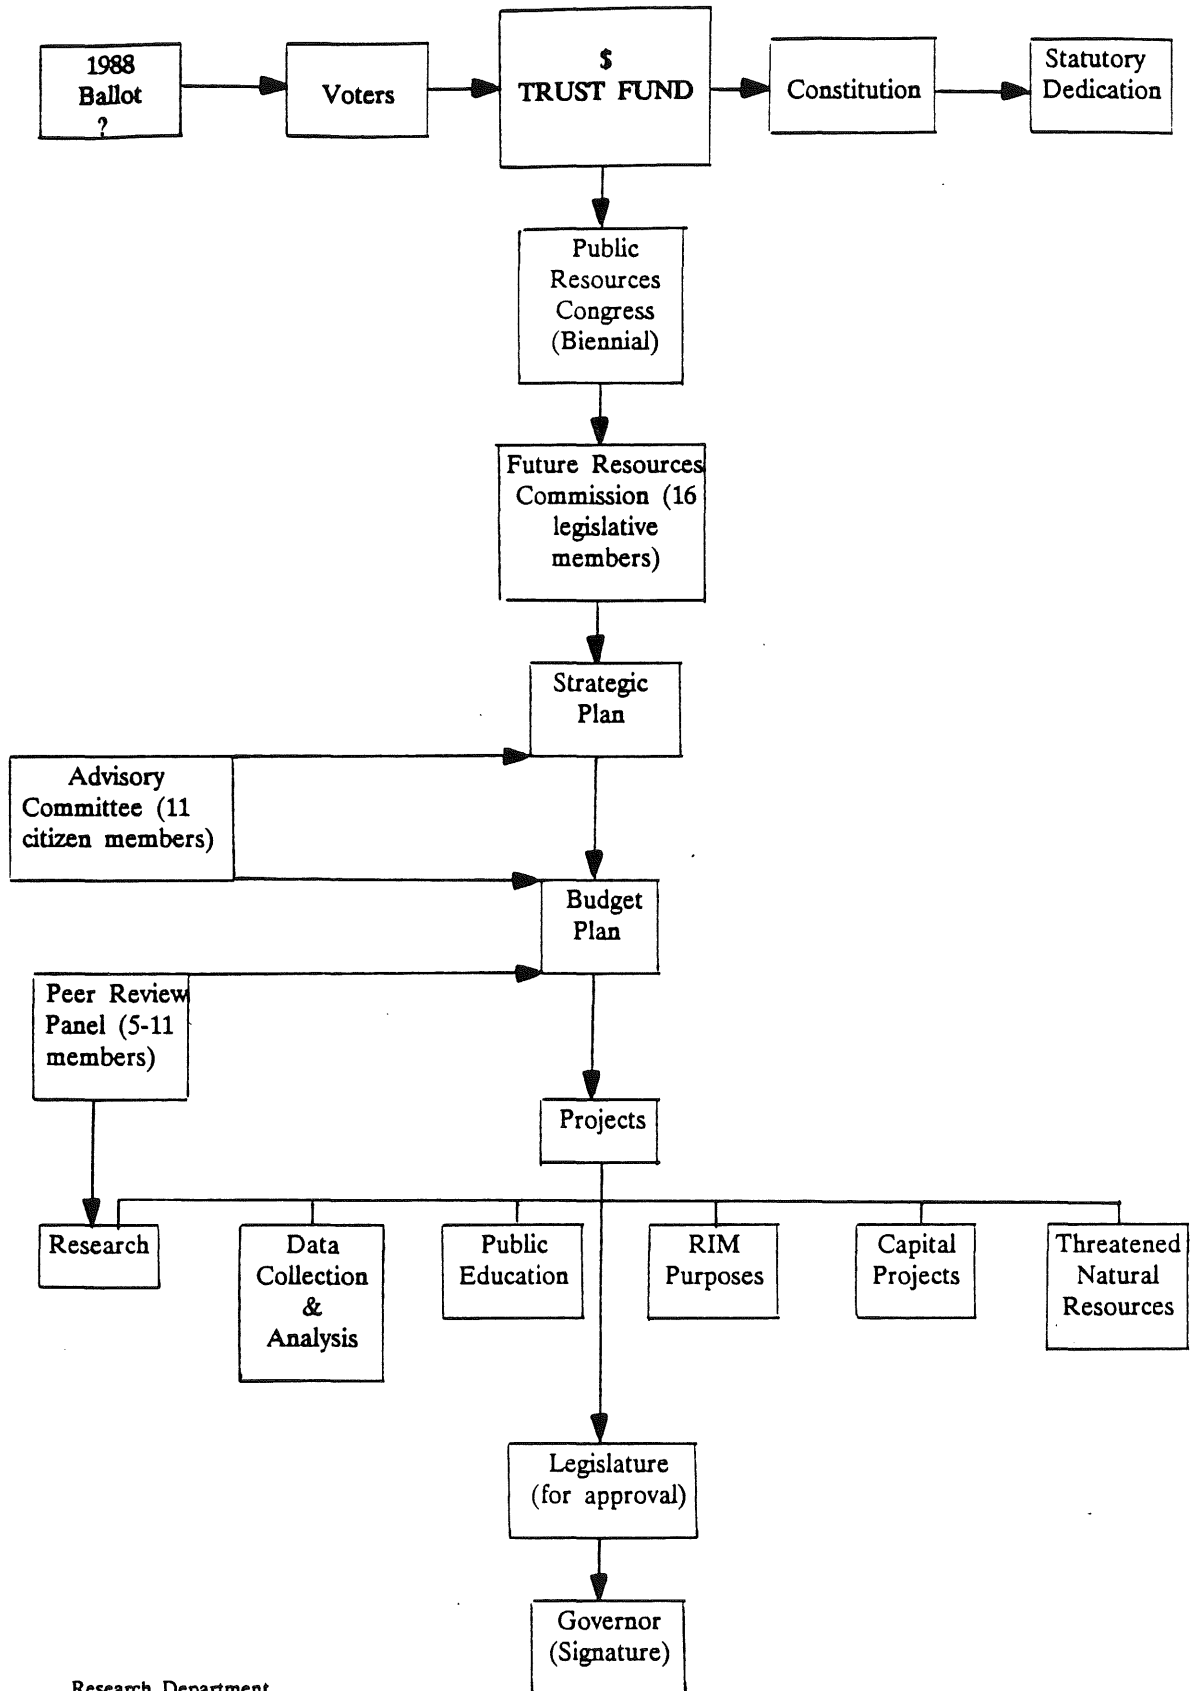 1988
Ballot
?
Voters
$
TRUST FUND
Constitution
Statutory
Dedication
Public
Resources
Congress
(Biennial)
Future Resources
Commission (16
legislative
members)
Strategic
Plan
Advisory
Committee (11
citizen members)
Budget
Plan
Peer Review
Panel (5-11
members)
Projects
Research
Data
Collection
&
Analysis
Public
Education
RIM
Purposes
Capital
Projects
Threatened
Natural
Resources
Legislature
(for approval)
Governor
(Signature)
Research Department